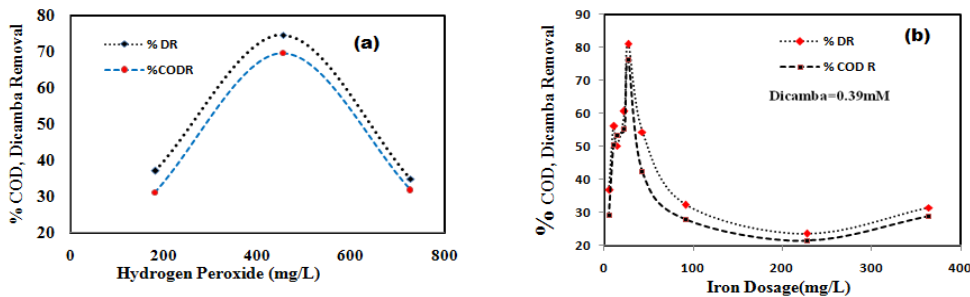 80
70
60
50
40
30
20
0 200 400 600 800
% COD, Dicamba Removal
Hydrogen Peroxide (mg/L)
(a)
% DR
%CODR
90
80
70
60
50
40
30
20
0 100 200 300 400
% COD, Dicamba Removal
Iron Dosage(mg/L)
(b)
% DR
% COD R
Dicamba=0.39mM